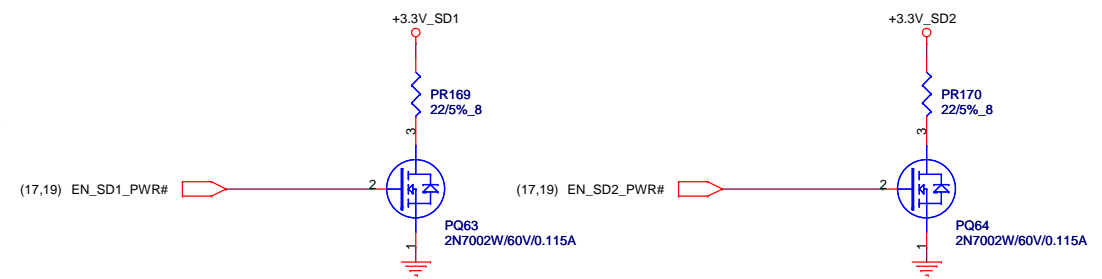 +3.3V_SD1
PR169
22/5%_8
3
(17,19) EN_SD1_PWR#
2
PQ63
2N7002W/60V/0.115A
1
+3.3V_SD2
PR170
22/5%_8
3
(17,19) EN_SD2_PWR#
2
PQ64
2N7002W/60V/0.115A
1